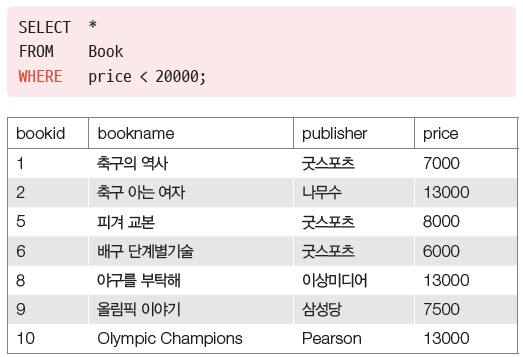 SELECT *
FROM Book
WHERE price < 20000;
bookid bookname publisher price
1 축구의 역사 굿스포츠 7000
2 축구 아는 여자 나무수 13000
5 피겨 교본 굿스포츠 8000
6 배구 단계별기술 굿스포츠 6000
8 야구를 부탁해 이상미디어 13000
9 올림픽 이야기 삼성당 7500
10 Olympic Champions Pearson 13000